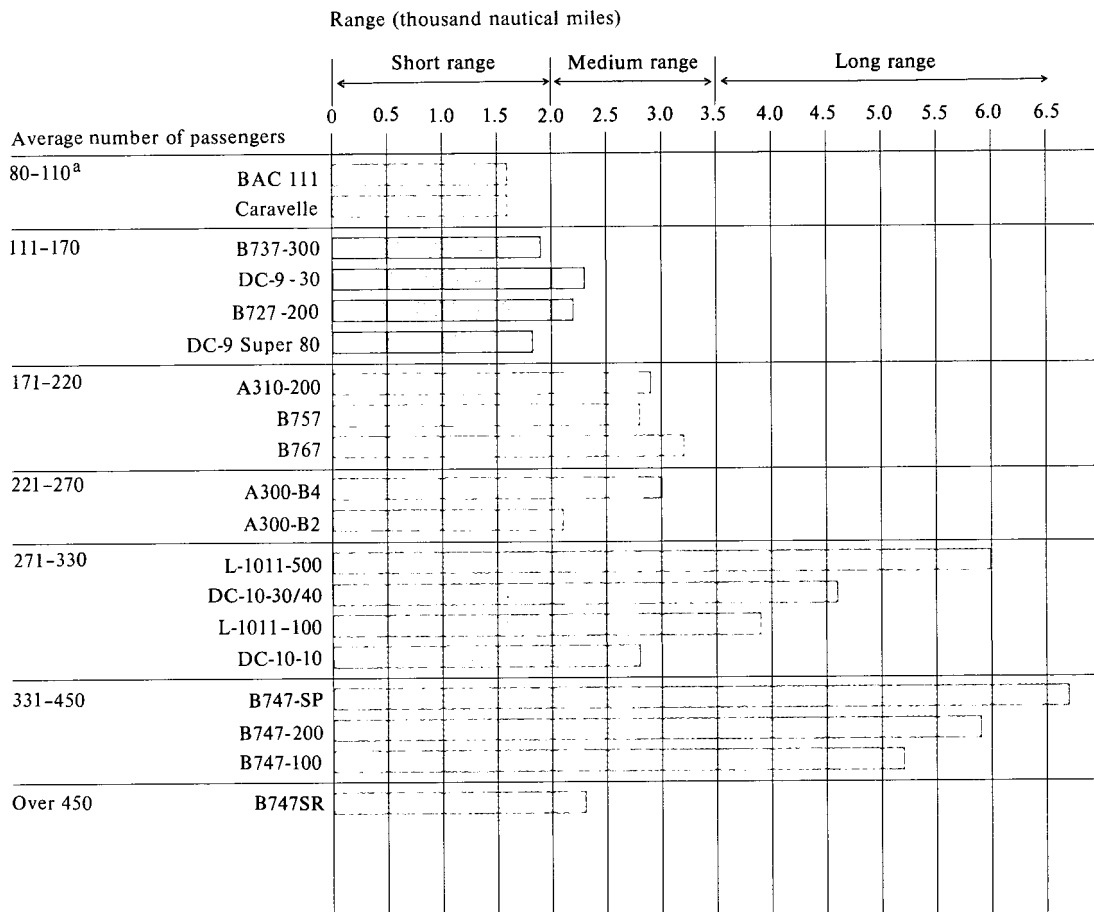 Range (thousand nautical miles)
Short range Medium range Long range
0 0.5 1.0 1.5 2.0 2.5 3.0 3.5 4.0 4.5 5.0 5.5 6.0 6.5
Average number of passengers
80-110a BAC 111
Caravelle
111-170 B737-300
DC-9-30
B727-200
DC-9 Super 80
171-220 A310-200
B757
B767
221-270 A300-B4
A300-B2
271-330 L-1011-500
DC-10-30/40
L-1011-100
DC-10-10
331-450 B747-SP
B747-200
B747-100
Over 450 B747SR